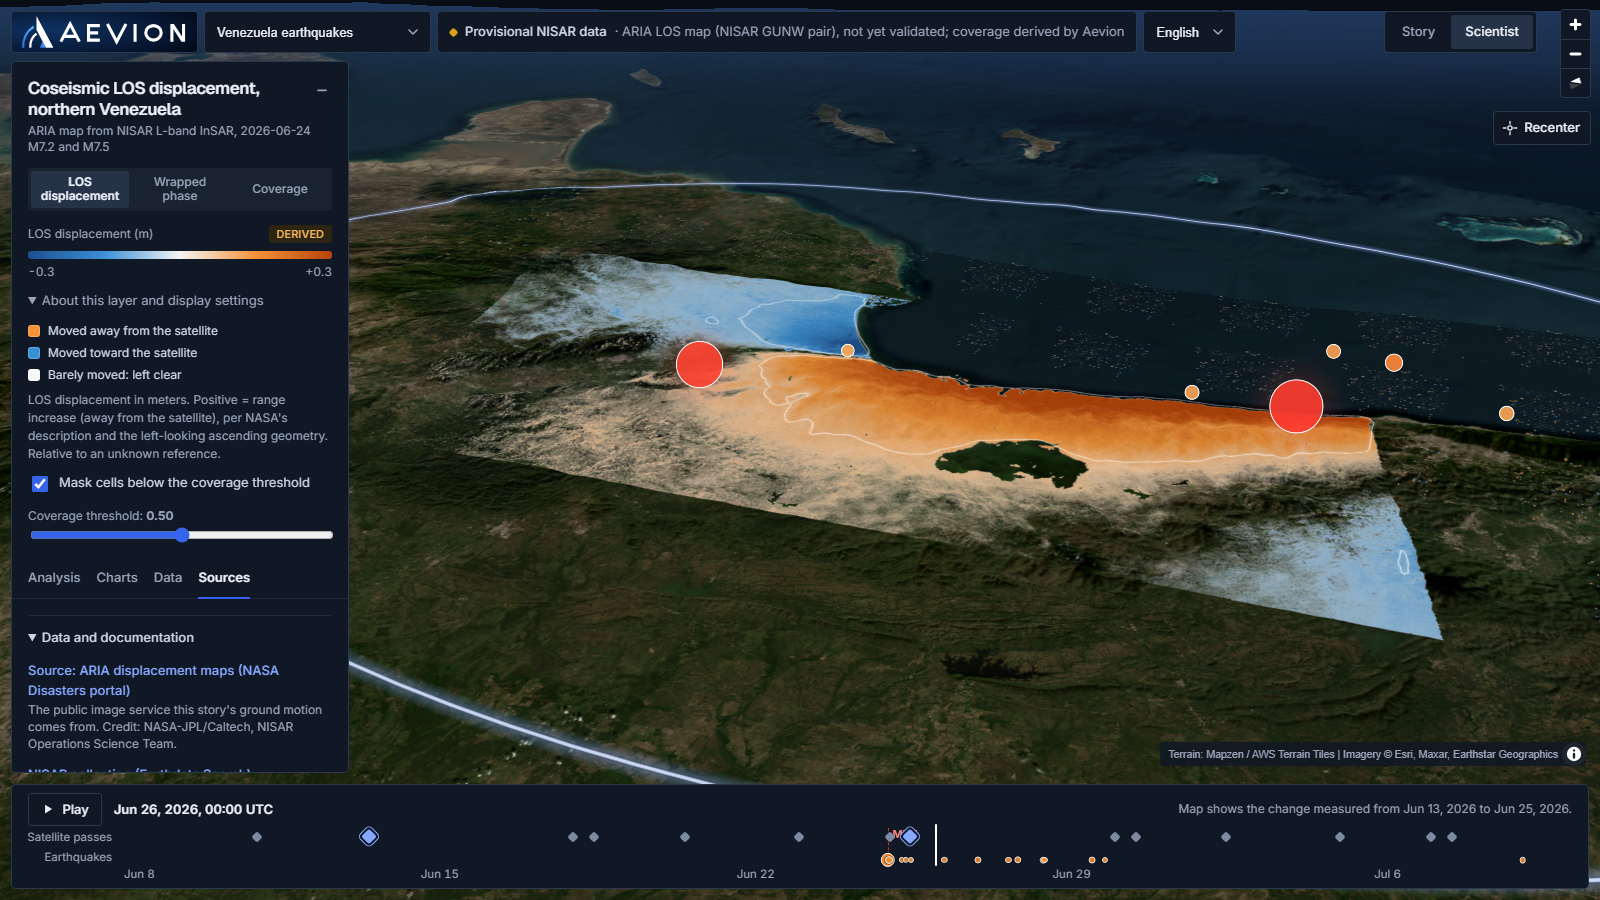 AEVION
Venezuela earthquakes
Provisional NISAR data · ARIA LOS map (NISAR GUNW pair), not yet validated; coverage derived by Aevion
English
Story
Scientist
Recenter
Coseismic LOS displacement,
northern Venezuela
ARIA map from NISAR L-band InSAR, 2026-06-24
M7.2 and M7.5
LOS
displacement
Wrapped
phase
Coverage
LOS displacement (m)
DERIVED
-0.3
+0.3
About this layer and display settings
Moved away from the satellite
Moved toward the satellite
Barely moved: left clear
LOS displacement in meters. Positive = range
increase (away from the satellite), per NASA's
description and the left-looking ascending geometry.
Relative to an unknown reference.
Mask cells below the coverage threshold
Coverage threshold: 0.50
Analysis
Charts
Data
Sources
Data and documentation
Source: ARIA displacement maps (NASA
Disasters portal)
The public image service this story's ground motion
comes from. Credit: NASA-JPL/Caltech, NISAR
Operations Science Team.
Terrain: Mapzen / AWS Terrain Tiles | Imagery © Esri, Maxar, Earthstar Geographics
Play
Jun 26, 2026, 00:00 UTC
Map shows the change measured from Jun 13, 2026 to Jun 25, 2026.
Satellite passes
Earthquakes
Jun 8
Jun 15
Jun 22
Jun 29
Jul 6